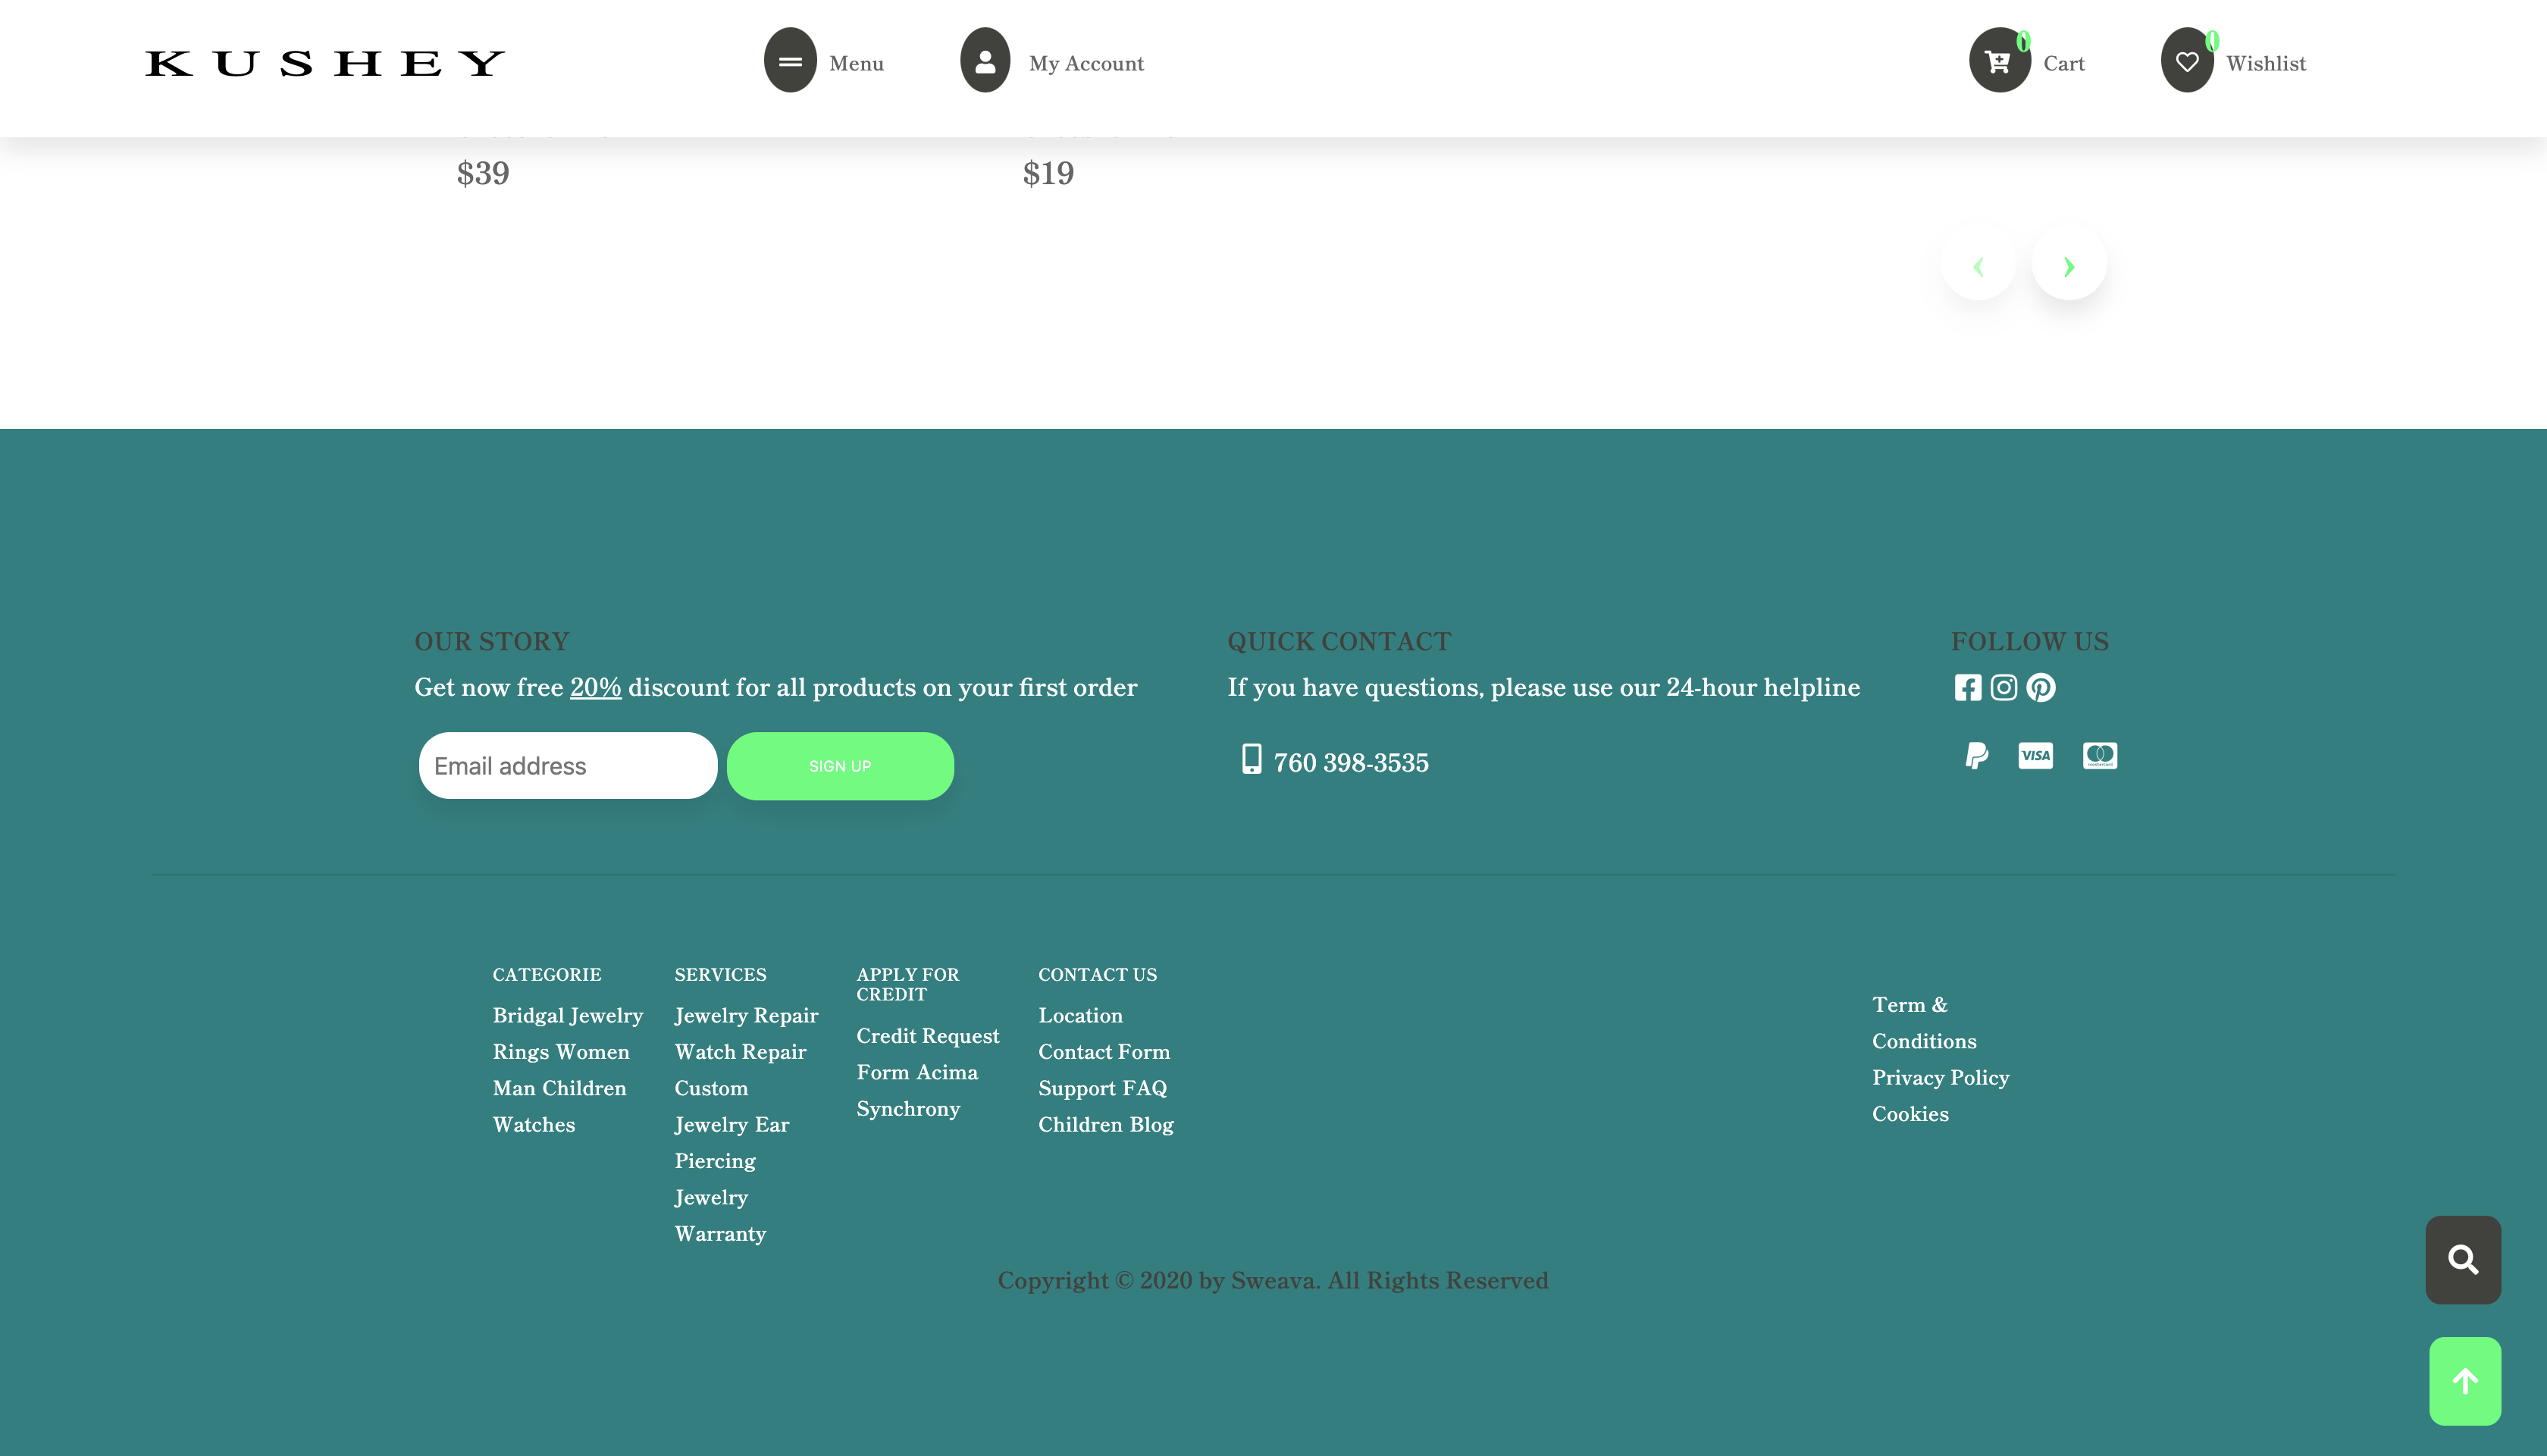 KUSHEY
Menu
My Account
0
Cart
0
Wishlist
$39
$19
OUR STORY
Get now free 20% discount for all products on your first order
Email address
SIGN UP
QUICK CONTACT
If you have questions, please use our 24-hour helpline
760 398-3535
FOLLOW US
VISA
mastercard
CATEGORIE
Bridgal Jewelry
Rings Women
Man Children
Watches
SERVICES
Jewelry Repair
Watch Repair
Custom
Jewelry Ear
Piercing
Jewelry
Warranty
APPLY FOR
CREDIT
Credit Request
Form Acima
Synchrony
CONTACT US
Location
Contact Form
Support FAQ
Children Blog
Term &
Conditions
Privacy Policy
Cookies
Copyright © 2020 by Sweava. All Rights Reserved